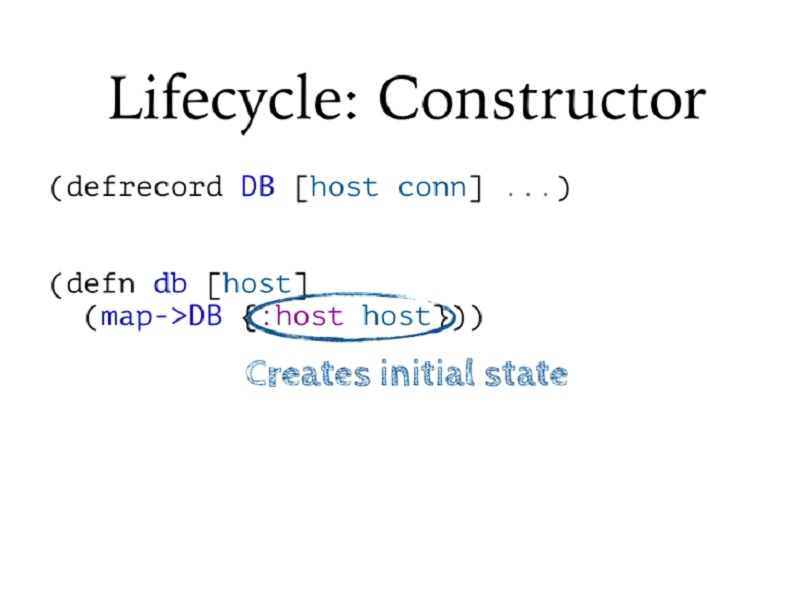 Lifecycle: Constructor
(defrecord DB [host conn] ...)
(defn db [host]
(map->DB {:host host}))
Creates initial state